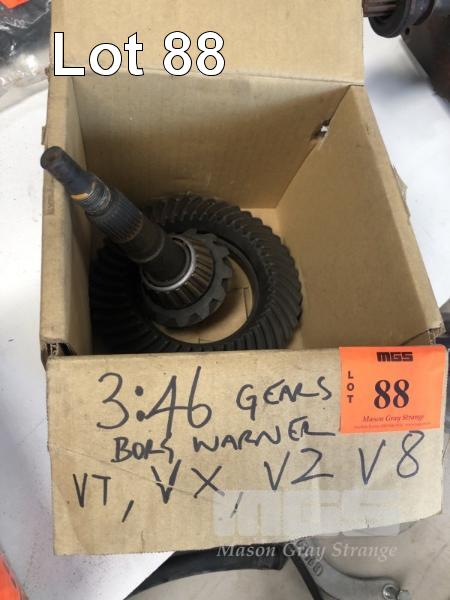 Lot 88
3:46 GEARS
BORG WARNER
VT, VX, VZ V8
MGS
LOT
88
Mason Gray Strange
MGS
Mason Gray Strange